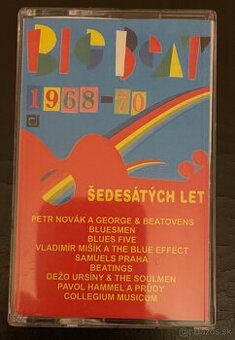 BIG BEAT
1968-70
ŠEDESÁTÝCH LET
PETR NOVÁK A GEORGE & BEATOVENS
BLUESMEN
BLUES FIVE
VLADIMÍR MIŠÍK A THE BLUE EFFECT
SAMUELS PRAHA
BEATINGS
DEŽO URSÍNY & THE SOULMEN
PAVOL HAMMEL A PRÚDY
COLLEGIUM MUSICUM